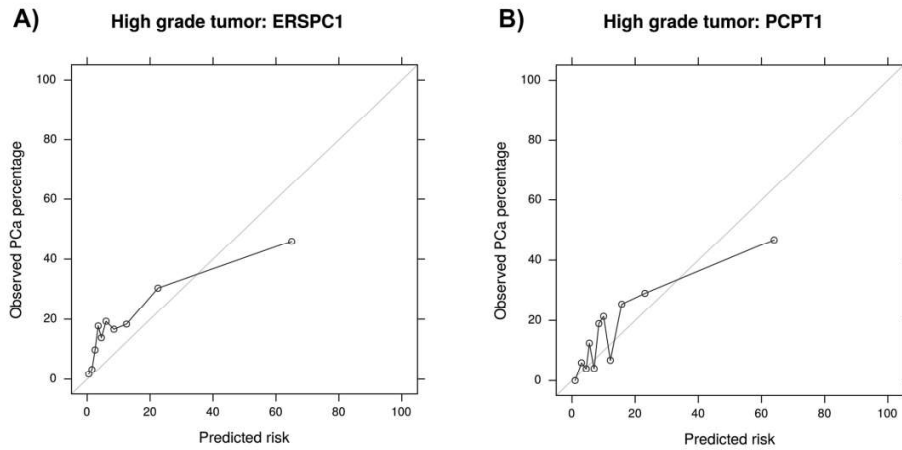 A)
High grade tumor: ERSPC1
100
80
60
40
20
0
Observed PCa percentage
0 20 40 60 80 100
Predicted risk
B)
High grade tumor: PCPT1
100
80
60
40
20
0
Observed PCa percentage
0 20 40 60 80 100
Predicted risk